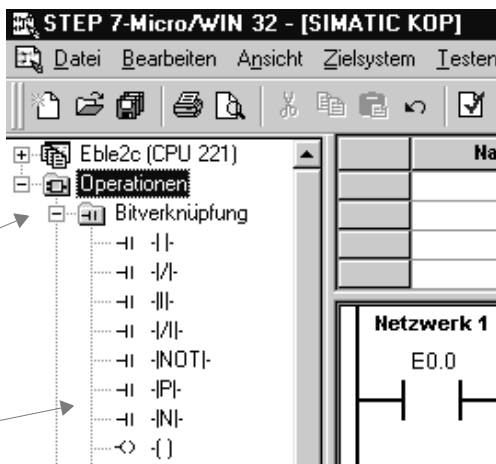 STEP 7-Micro/WIN 32 - [SIMATIC KOP]
Datei Bearbeiten Ansicht Zielsystem Testen
Na
Eble2c (CPU 221)
Operationen
Bitverknüpfung
-| |-
-|/|-
-|I|-
-|/I|-
-|NOT|-
-|P|-
-|N|-
-( )
Netzwerk 1
E0.0